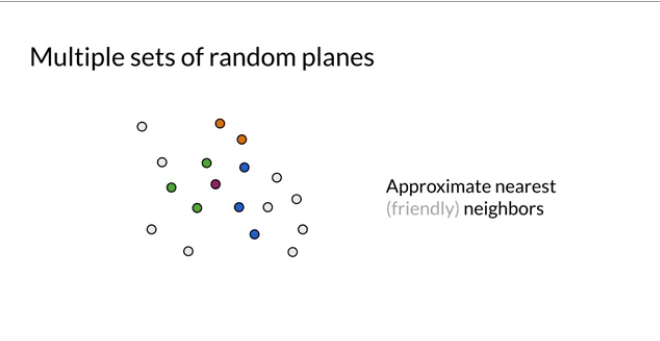 Multiple sets of random planes
Approximate nearest
(friendly) neighbors